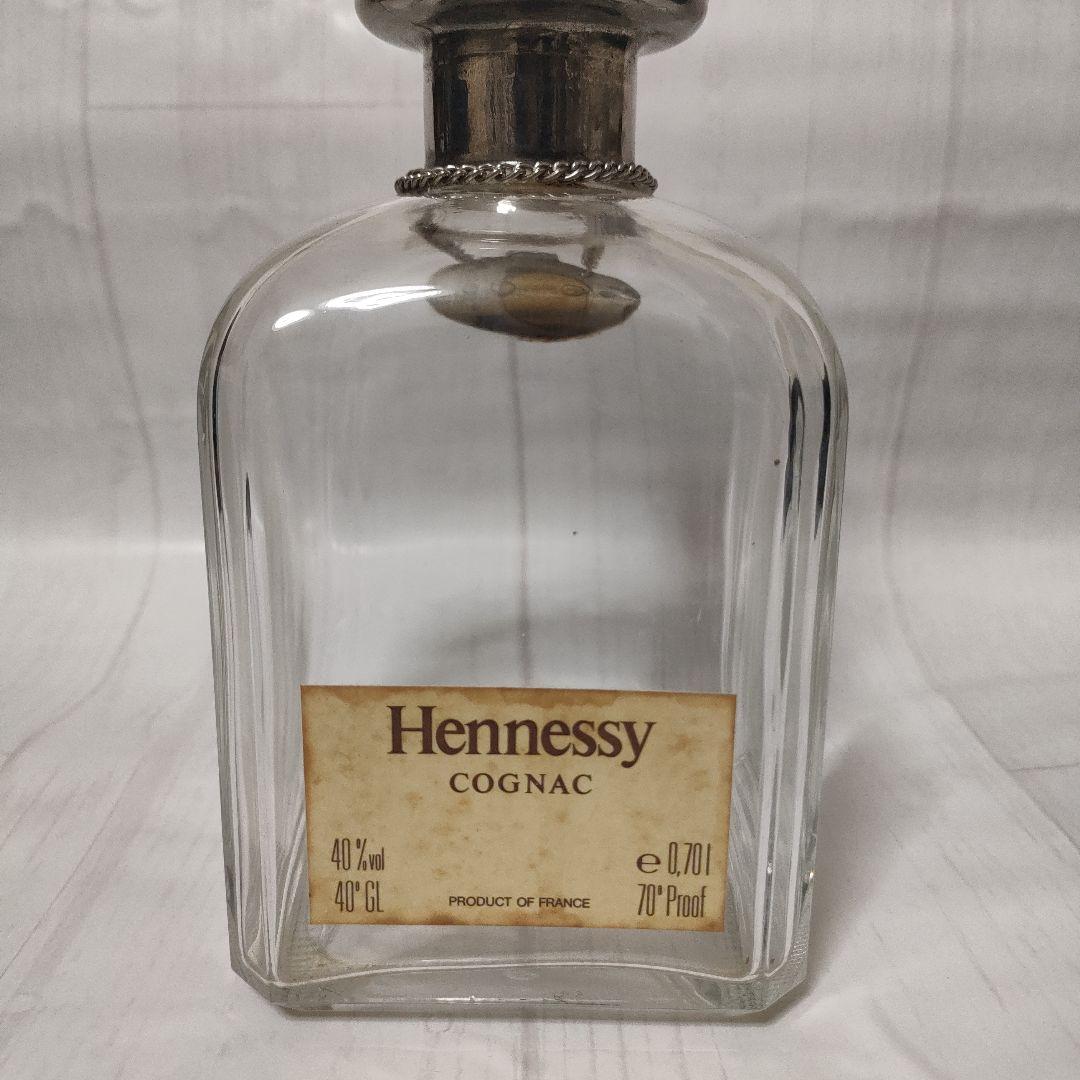 Hennessy
COGNAC
40 % vol
e 0,70 l
40° GL
PRODUCT OF FRANCE
70° Proof